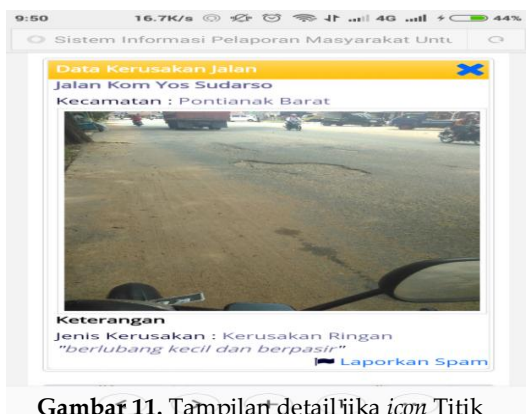 9:50 16.7K/s 4G 44%
Sistem Informasi Pelaporan Masyarakat Untu
Data Kerusakan Jalan
Jalan Kom Yos Sudarso
Kecamatan : Pontianak Barat
Keterangan
Jenis Kerusakan : Kerusakan Ringan
"berlubang kecil dan berpasir"
Laporkan Spam
Gambar 11. Tampilan detail jika icon Titik